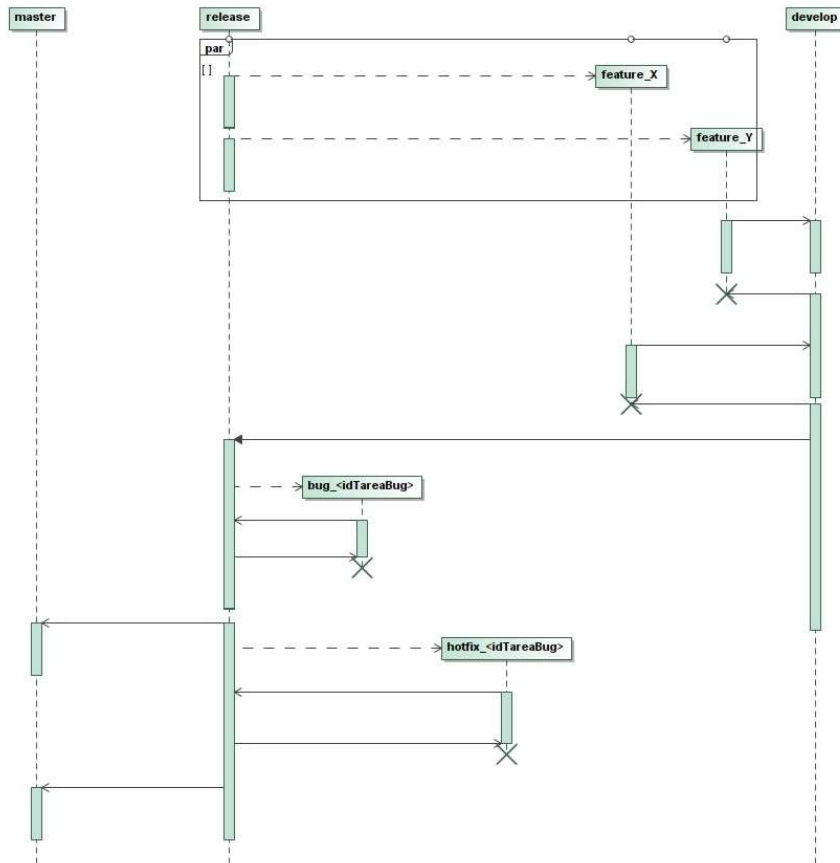 master
release
develop
par
[ ]
feature_X
feature_Y
bug_<idTareaBug>
hotfix_<idTareaBug>